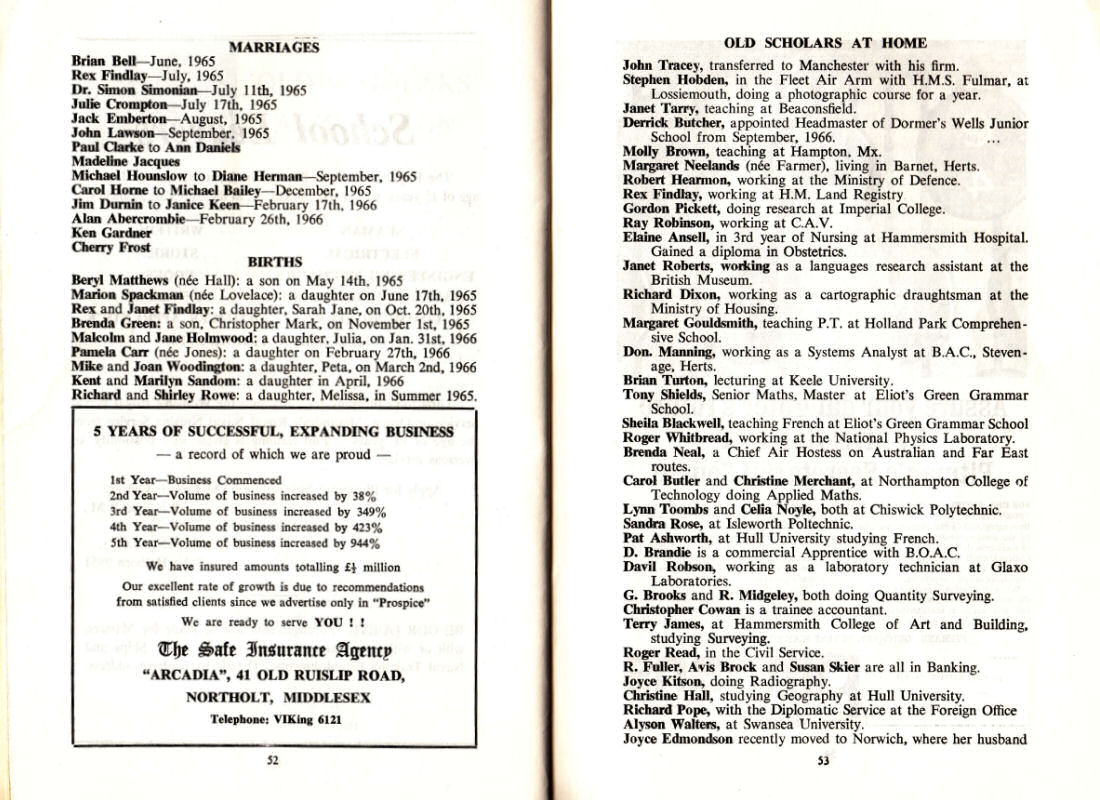 MARRIAGES
Brian Bell—June, 1965
Rex Findlay—July, 1965
Dr. Simon Simonian—July 11th, 1965
Julie Crompton—July 17th, 1965
Jack Emberton—August, 1965
John Lawson—September, 1965
Paul Clarke to Ann Daniels
Madeline Jacques
Michael Hounslow to Diane Herman—September, 1965
Carol Horne to Michael Bailey—December, 1965
Jim Durnin to Janice Keen—February 17th, 1966
Alan Abercrombie—February 26th, 1966
Ken Gardner
Cherry Frost
BIRTHS
Beryl Matthews (née Hall): a son on May 14th, 1965
Marion Spackman (née Lovelace): a daughter on June 17th, 1965
Rex and Janet Findlay: a daughter, Sarah Jane, on Oct. 20th, 1965
Brenda Green: a son, Christopher Mark, on November 1st, 1965
Malcolm and Jane Holmwood: a daughter, Julia, on Jan. 31st, 1966
Pamela Carr (née Jones): a daughter on February 27th, 1966
Mike and Joan Woodington: a daughter, Peta, on March 2nd, 1966
Kent and Marilyn Sandom: a daughter in April, 1966
Richard and Shirley Rowe: a daughter, Melissa, in Summer 1965.
5 YEARS OF SUCCESSFUL, EXPANDING BUSINESS
— a record of which we are proud —
1st Year—Business Commenced
2nd Year—Volume of business increased by 38%
3rd Year—Volume of business increased by 349%
4th Year—Volume of business increased by 423%
5th Year—Volume of business increased by 944%
We have insured amounts totalling £½ million
Our excellent rate of growth is due to recommendations
from satisfied clients since we advertise only in "Prospice"
We are ready to serve YOU ! !
The Safe Insurance Agency
"ARCADIA", 41 OLD RUISLIP ROAD,
NORTHOLT, MIDDLESEX
Telephone: VIKing 6121
52
OLD SCHOLARS AT HOME
John Tracey, transferred to Manchester with his firm.
Stephen Hobden, in the Fleet Air Arm with H.M.S. Fulmar, at
Lossiemouth, doing a photographic course for a year.
Janet Tarry, teaching at Beaconsfield.
Derrick Butcher, appointed Headmaster of Dormer's Wells Junior
School from September, 1966.
Molly Brown, teaching at Hampton, Mx.
Margaret Neelands (née Farmer), living in Barnet, Herts.
Robert Hearmon, working at the Ministry of Defence.
Rex Findlay, working at H.M. Land Registry
Gordon Pickett, doing research at Imperial College.
Ray Robinson, working at C.A.V.
Elaine Ansell, in 3rd year of Nursing at Hammersmith Hospital.
Gained a diploma in Obstetrics.
Janet Roberts, working as a languages research assistant at the
British Museum.
Richard Dixon, working as a cartographic draughtsman at the
Ministry of Housing.
Margaret Gouldsmith, teaching P.T. at Holland Park Comprehen-
sive School.
Don. Manning, working as a Systems Analyst at B.A.C., Steven-
age, Herts.
Brian Turton, lecturing at Keele University.
Tony Shields, Senior Maths, Master at Eliot's Green Grammar
School.
Sheila Blackwell, teaching French at Eliot's Green Grammar School
Roger Whitbread, working at the National Physics Laboratory.
Brenda Neal, a Chief Air Hostess on Australian and Far East
routes.
Carol Butler and Christine Merchant, at Northampton College of
Technology doing Applied Maths.
Lynn Toombs and Celia Noyle, both at Chiswick Polytechnic.
Sandra Rose, at Isleworth Poltechnic.
Pat Ashworth, at Hull University studying French.
D. Brandie is a commercial Apprentice with B.O.A.C.
Davil Robson, working as a laboratory technician at Glaxo
Laboratories.
G. Brooks and R. Midgeley, both doing Quantity Surveying.
Christopher Cowan is a trainee accountant.
Terry James, at Hammersmith College of Art and Building,
studying Surveying.
Roger Read, in the Civil Service.
R. Fuller, Avis Brock and Susan Skier are all in Banking.
Joyce Kitson, doing Radiography.
Christine Hall, studying Geography at Hull University.
Richard Pope, with the Diplomatic Service at the Foreign Office
Alyson Walters, at Swansea University.
Joyce Edmondson recently moved to Norwich, where her husband
53